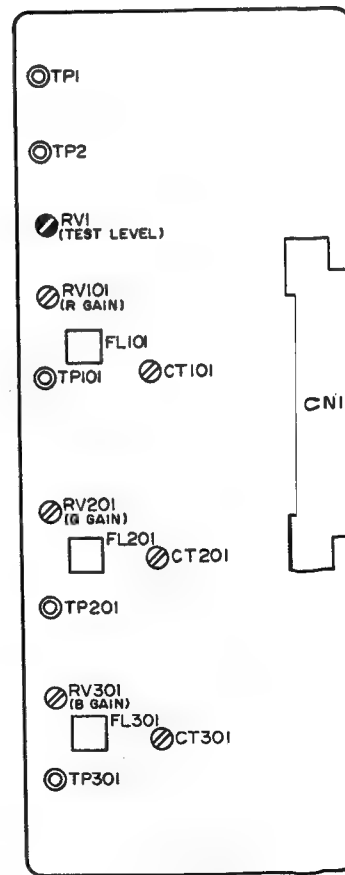 TP1
TP2
RV1
(TEST LEVEL)
RV101
(R GAIN)
FL101
TP101
CT101
CN1
RV201
(G GAIN)
FL201
CT201
TP201
RV301
(B GAIN)
FL301
CT301
TP301